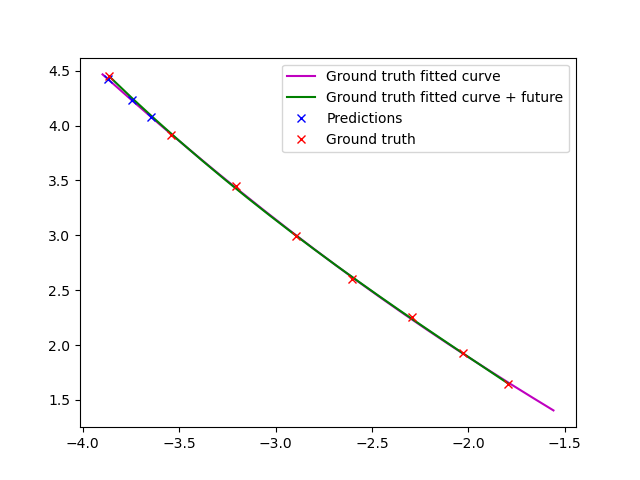 Ground truth fitted curve
Ground truth fitted curve + future
Predictions
Ground truth
4.5
4.0
3.5
3.0
2.5
2.0
1.5
−4.0 −3.5 −3.0 −2.5 −2.0 −1.5